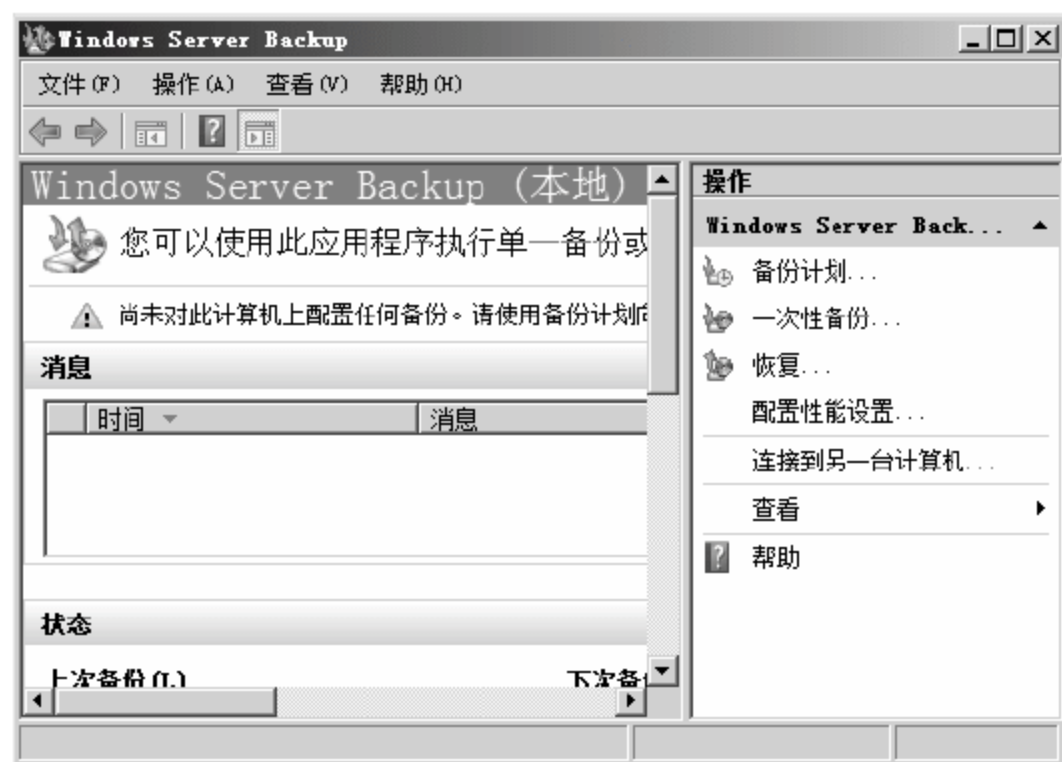 Windows Server Backup
文件(F) 操作(A) 查看(V) 帮助(H)
Windows Server Backup (本地)
您可以使用此应用程序执行单一备份或
尚未对此计算机上配置任何备份。请使用备份计划向
消息
时间 消息
状态
上次备份(L) 下次备份
操作
Windows Server Back...
备份计划...
一次性备份...
恢复...
配置性能设置...
连接到另一台计算机...
查看
帮助